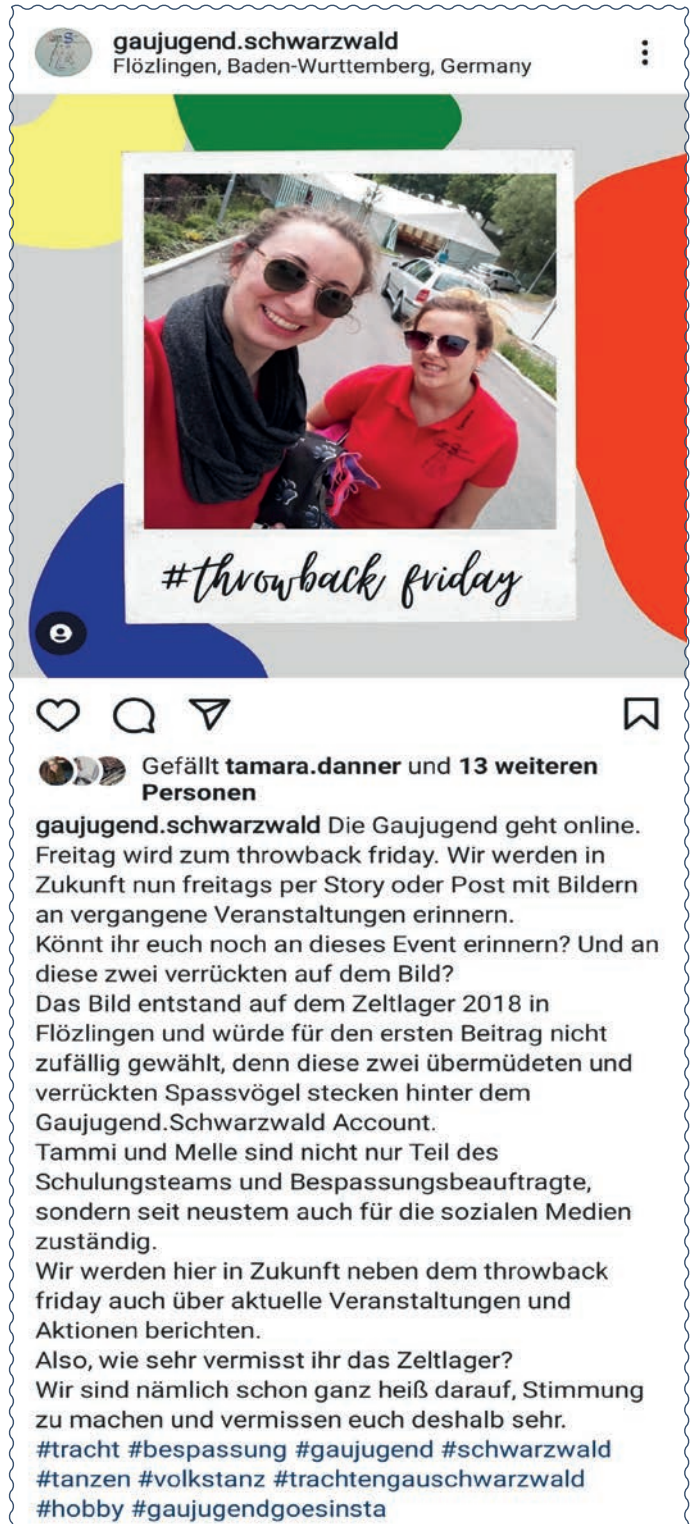 gaujugend.schwarzwald
Flözlingen, Baden-Wurttemberg, Germany
#throwback friday
Gefällt tamara.danner und 13 weiteren
Personen
gaujugend.schwarzwald Die Gaujugend geht online.
Freitag wird zum throwback friday. Wir werden in
Zukunft nun freitags per Story oder Post mit Bildern
an vergangene Veranstaltungen erinnern.
Könnt ihr euch noch an dieses Event erinnern? Und an
diese zwei verrückten auf dem Bild?
Das Bild entstand auf dem Zeltlager 2018 in
Flözlingen und würde für den ersten Beitrag nicht
zufällig gewählt, denn diese zwei übermüdeten und
verrückten Spassvögel stecken hinter dem
Gaujugend.Schwarzwald Account.
Tammi und Melle sind nicht nur Teil des
Schulungsteams und Bespassungsbeauftragte,
sondern seit neustem auch für die sozialen Medien
zuständig.
Wir werden hier in Zukunft neben dem throwback
friday auch über aktuelle Veranstaltungen und
Aktionen berichten.
Also, wie sehr vermisst ihr das Zeltlager?
Wir sind nämlich schon ganz heiß darauf, Stimmung
zu machen und vermissen euch deshalb sehr.
#tracht #bespassung #gaujugend #schwarzwald
#tanzen #volkstanz #trachtengauschwarzwald
#hobby #gaujugendgoesinsta